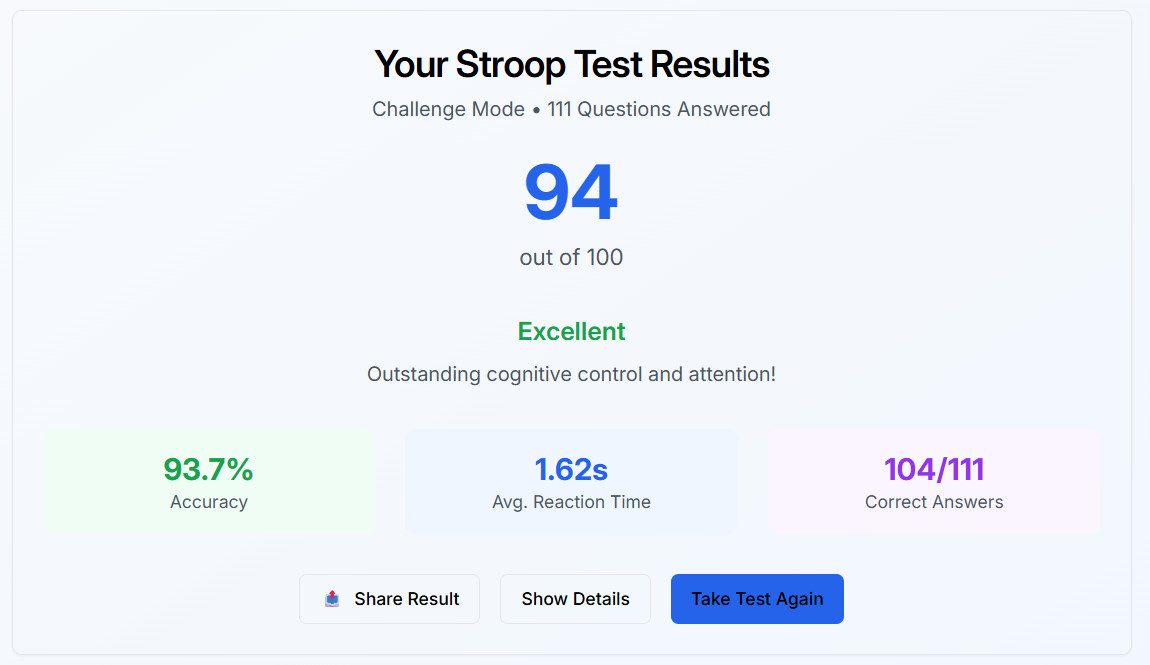 Your Stroop Test Results
Challenge Mode • 111 Questions Answered
94
out of 100
Excellent
Outstanding cognitive control and attention!
93.7%
Accuracy
1.62s
Avg. Reaction Time
104/111
Correct Answers
Share Result
Show Details
Take Test Again